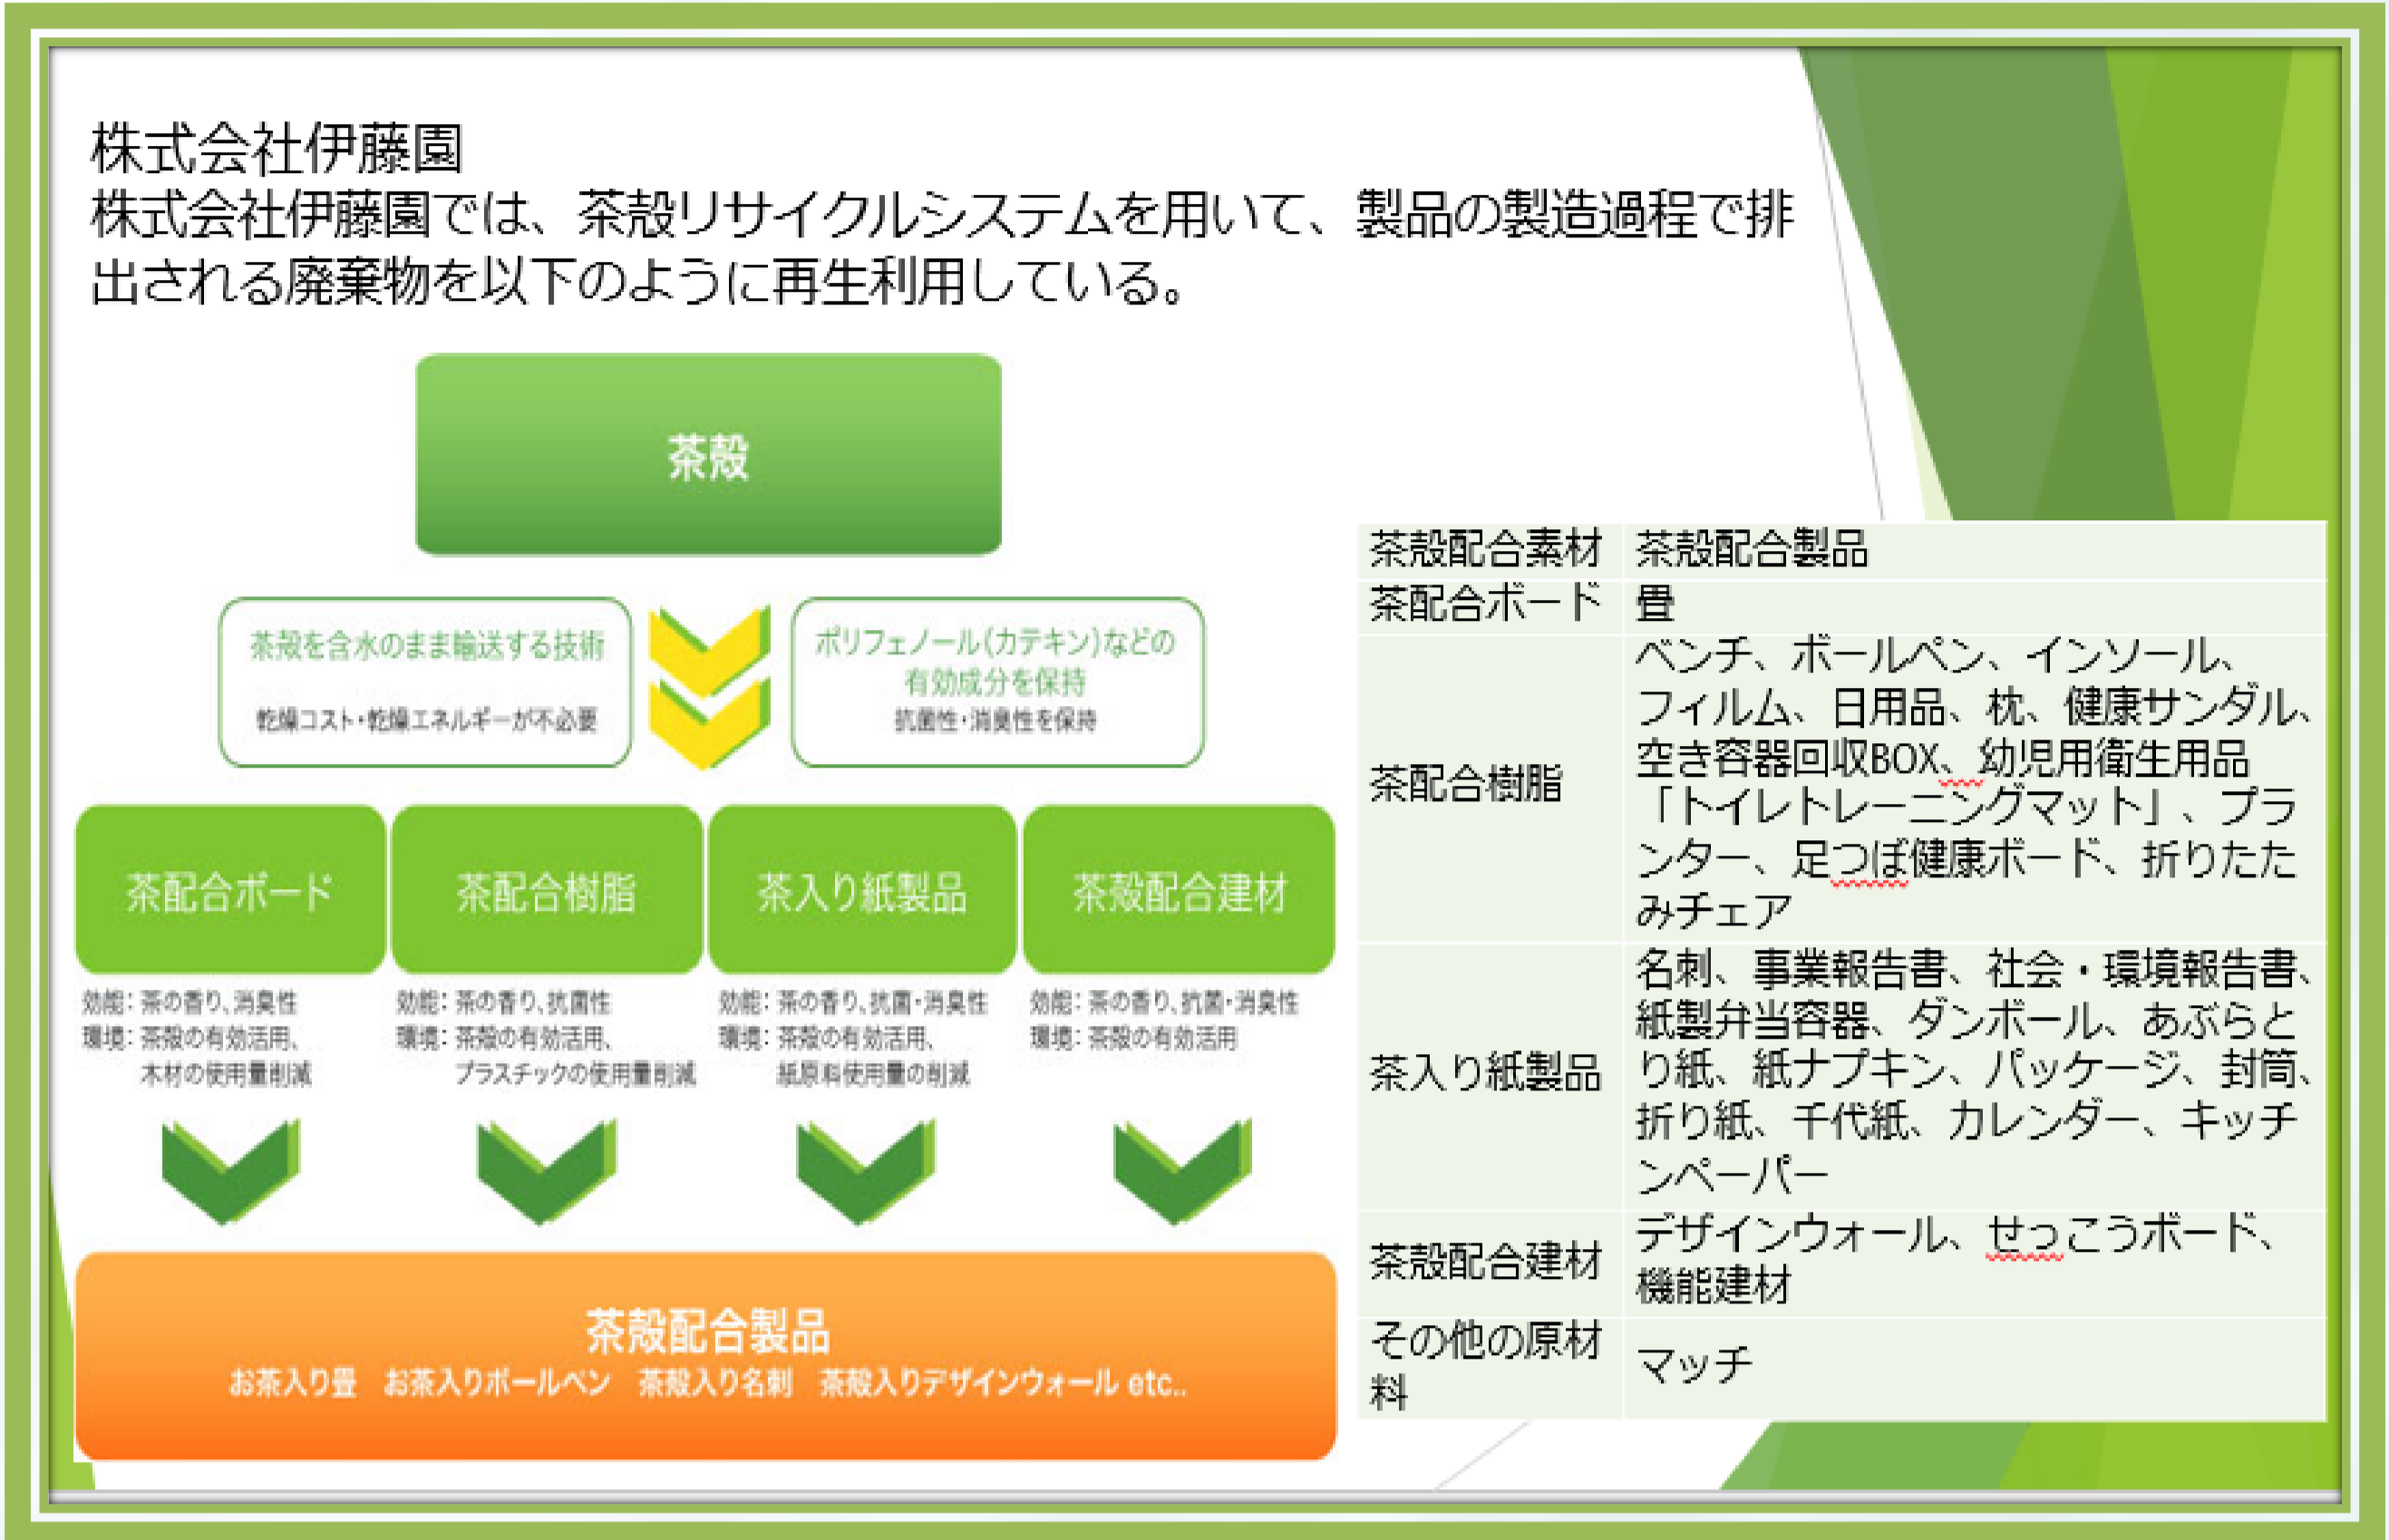 株式会社伊藤園
株式会社伊藤園では、茶殻リサイクルシステムを用いて、製品の製造過程で排
出される廃棄物を以下のように再生利用している。
茶殻
茶殻を含水のまま輸送する技術
乾燥コスト・乾燥エネルギーが不必要
ポリフェノール(カテキン)などの
有効成分を保持
抗菌性・消臭性を保持
茶配合ボード
効能：茶の香り、消臭性
環境：茶殻の有効活用、
木材の使用量削減
茶配合樹脂
効能：茶の香り、抗菌性
環境：茶殻の有効活用、
プラスチックの使用量削減
茶入り紙製品
効能：茶の香り、抗菌・消臭性
環境：茶殻の有効活用、
紙原料使用量の削減
茶殻配合建材
効能：茶の香り、抗菌・消臭性
環境：茶殻の有効活用
茶殻配合製品
お茶入り畳　お茶入りボールペン　茶殻入り名刺　茶殻入りデザインウォール etc..
茶殻配合素材　茶殻配合製品
茶配合ボード　畳
茶配合樹脂
ベンチ、ボールペン、インソール、
フィルム、日用品、枕、健康サンダル、
空き容器回収BOX、幼児用衛生用品
「トイレトレーニングマット」、プラ
ンター、足つぼ健康ボード、折りたた
みチェア
茶入り紙製品
名刺、事業報告書、社会・環境報告書、
紙製弁当容器、ダンボール、あぶらと
り紙、紙ナプキン、パッケージ、封筒、
折り紙、千代紙、カレンダー、キッチ
ンペーパー
茶殻配合建材
デザインウォール、せっこうボード、
機能建材
その他の原材
料
マッチ